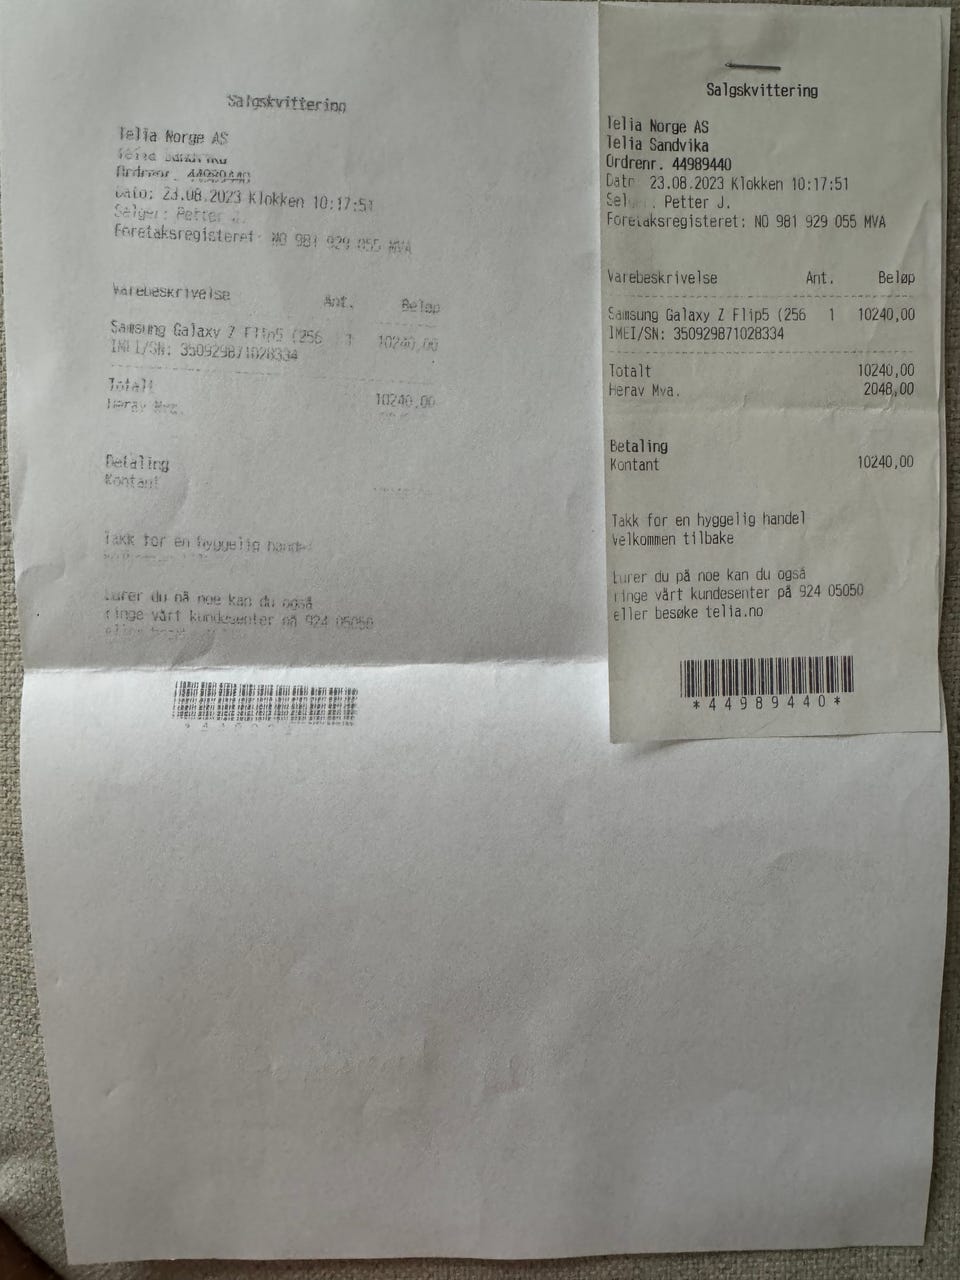 Salgskvittering
Telia Norge AS
Ordrenr. 44989440
Dato: 23.08.2023 Klokken 10:17:51
Selger: Petter J.
Foretaksregisteret: NO 981 929 055 MVA
Varebeskrivelse Ant. Beløp
Samsung Galaxy Z Flip5 (256 1 10240,00
IMEI/SN: 350929871028334
Totalt 10240,00
Herav
Betaling
Kontant
Takk for en hyggelig handel
Lurer du på noe kan du også
ringe vårt kundesenter på 924 05050
Salgskvittering
Telia Norge AS
Telia Sandvika
Ordrenr. 44989440
Dato 23.08.2023 Klokken 10:17:51
Sel . Petter J.
Foretaksregisteret: NO 981 929 055 MVA
Varebeskrivelse Ant. Beløp
Samsung Galaxy Z Flip5 (256 1 10240,00
IMEI/SN: 350929871028334
Totalt 10240,00
Herav Mva. 2048,00
Betaling
Kontant 10240,00
Takk for en hyggelig handel
Velkommen tilbake
Lurer du på noe kan du også
ringe vårt kundesenter på 924 05050
eller besøke telia.no
*44989440*